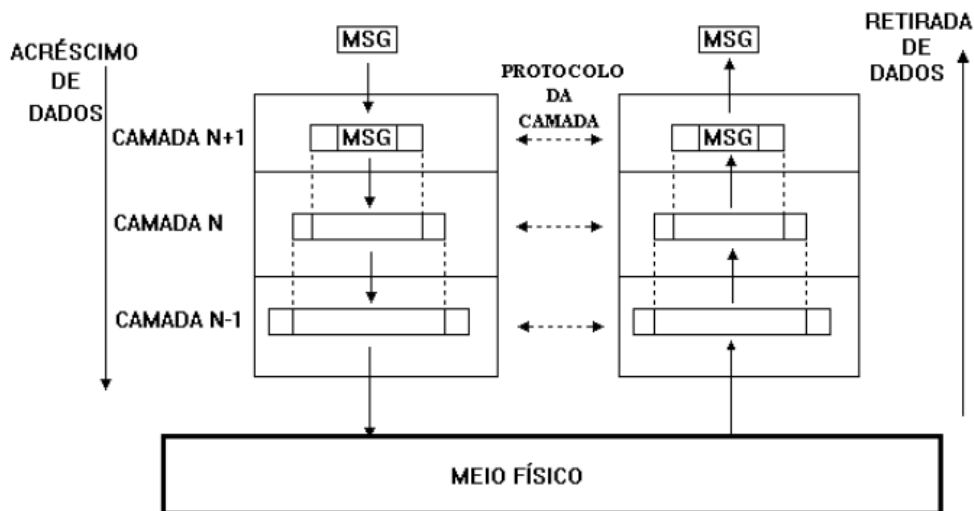 ACRÉSCIMO
DE
DADOS
MSG
MSG
RETIRADA
DE
DADOS
PROTOCOLO
DA
CAMADA
CAMADA N+1
MSG
MSG
CAMADA N
CAMADA N-1
MEIO FÍSICO